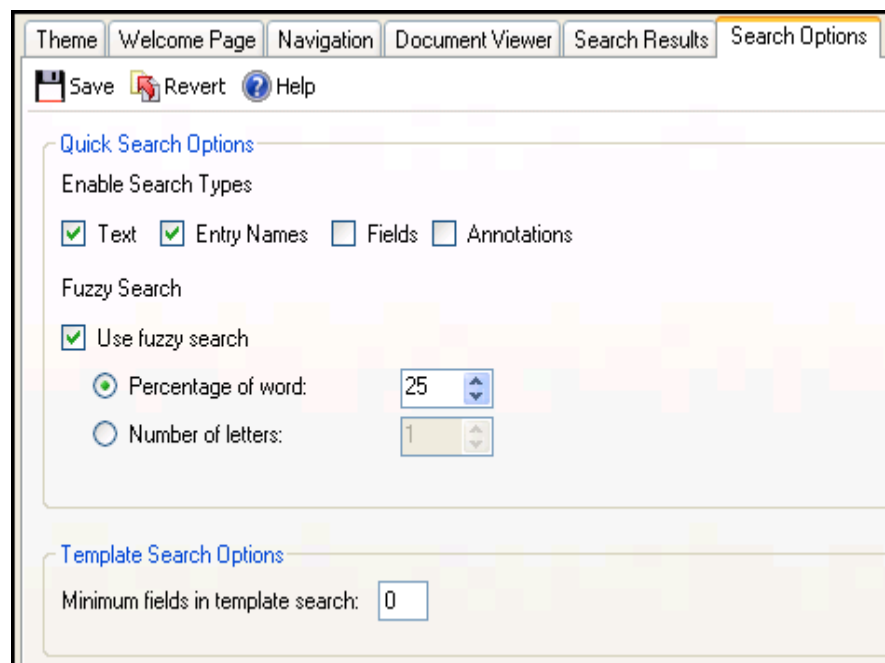 Theme Welcome Page Navigation Document Viewer Search Results Search Options
Save Revert Help
Quick Search Options
Enable Search Types
Text Entry Names Fields Annotations
Fuzzy Search
Use fuzzy search
Percentage of word: 25
Number of letters: 1
Template Search Options
Minimum fields in template search: 0